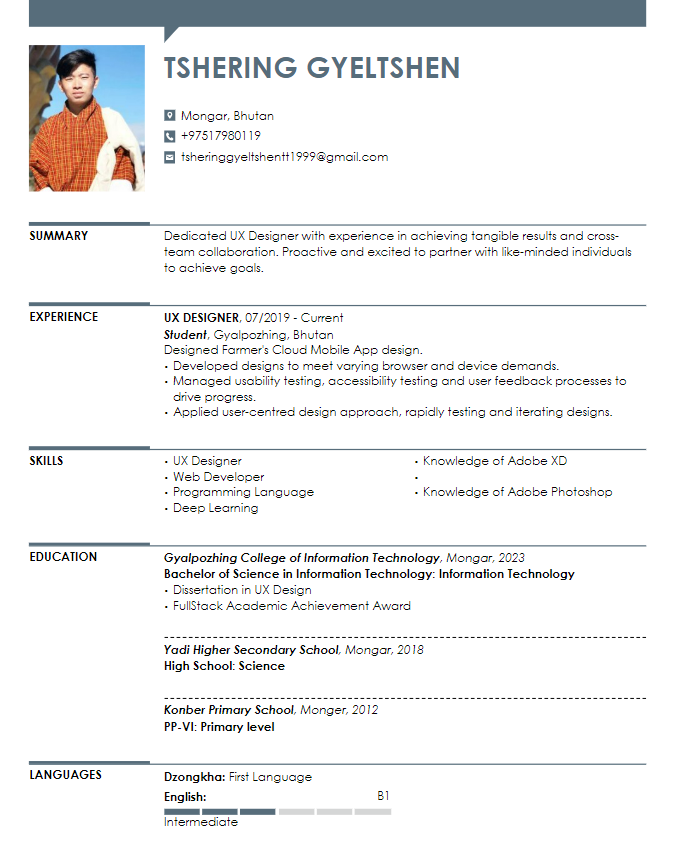 TSHERING GYELTSHEN
Mongar, Bhutan
+97517980119
tsheringgyeltshentt1999@gmail.com
SUMMARY
Dedicated UX Designer with experience in achieving tangible results and cross-
team collaboration. Proactive and excited to partner with like-minded individuals
to achieve goals.
EXPERIENCE
UX DESIGNER, 07/2019 - Current
Student, Gyalpozhing, Bhutan
Designed Farmer's Cloud Mobile App design.
• Developed designs to meet varying browser and device demands.
• Managed usability testing, accessibility testing and user feedback processes to
drive progress.
• Applied user-centred design approach, rapidly testing and iterating designs.
SKILLS
• UX Designer
• Web Developer
• Programming Language
• Deep Learning
• Knowledge of Adobe XD
•
• Knowledge of Adobe Photoshop
EDUCATION
Gyalpozhing College of Information Technology, Mongar, 2023
Bachelor of Science in Information Technology: Information Technology
• Dissertation in UX Design
• FullStack Academic Achievement Award
Yadi Higher Secondary School, Mongar, 2018
High School: Science
Konber Primary School, Monger, 2012
PP-VI: Primary level
LANGUAGES
Dzongkha: First Language
English: B1
Intermediate